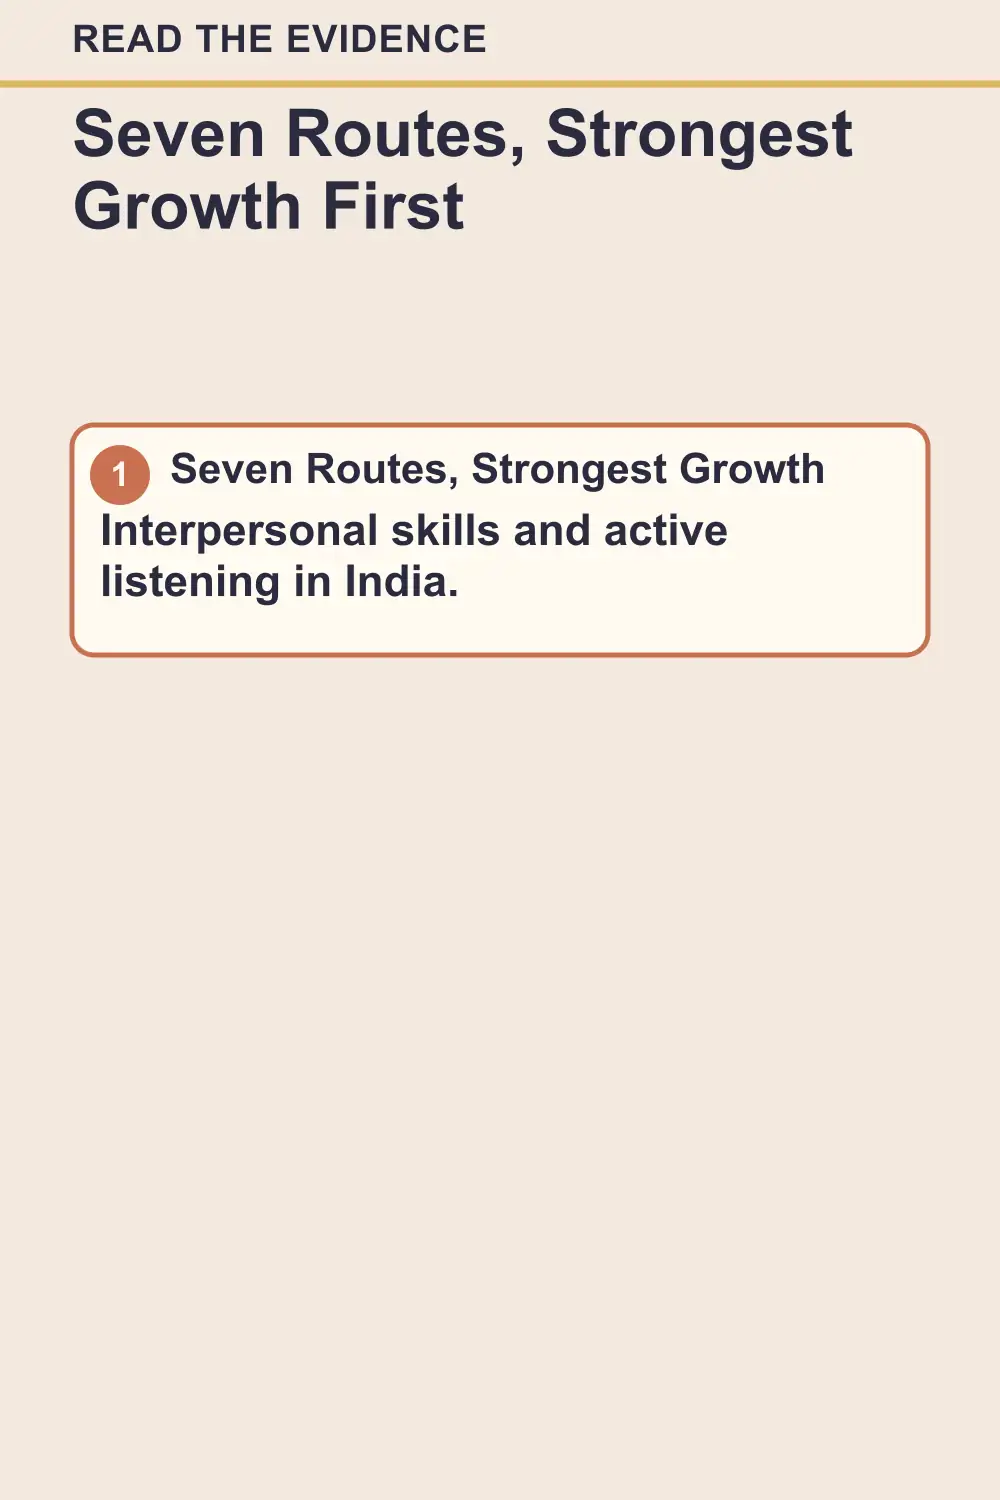 READ THE EVIDENCE
Seven Routes, Strongest
Growth First
1 Seven Routes, Strongest Growth
Interpersonal skills and active
listening in India.